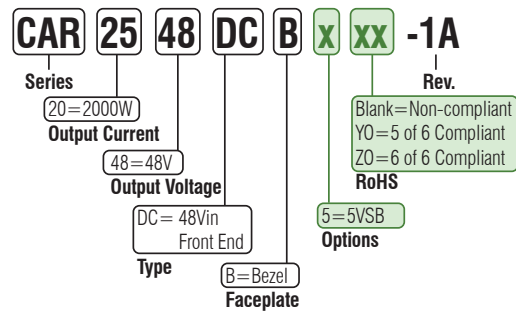 CAR 25 48 DC B x xx -1A
Series
Rev.
20=2000W
Output Current
Blank=Non-compliant
Y0=5 of 6 Compliant
Z0=6 of 6 Compliant
RoHS
48=48V
Output Voltage
DC= 48Vin
Front End
Type
5=5VSB
Options
B=Bezel
Faceplate